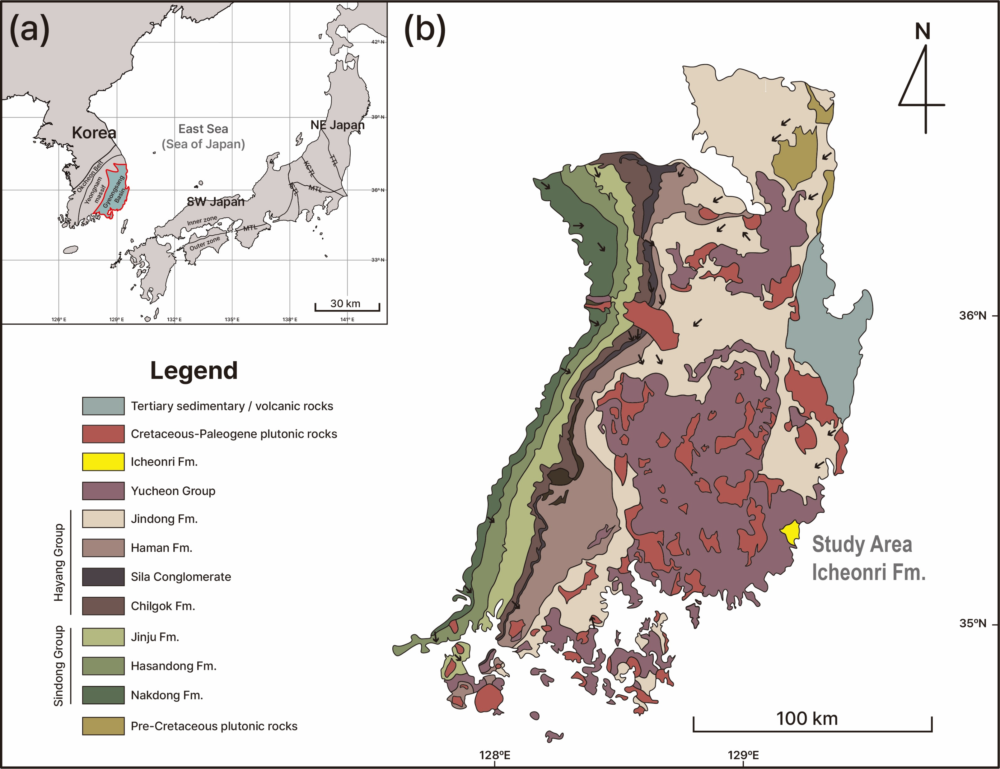 (a)
42° N
39° N
36° N
33° N
126° E
129° E
132° E
135° E
138° E
141° E
Korea
East Sea
(Sea of Japan)
NE Japan
SW Japan
Okcheon Belt
Yeongnam
massif
Gyeongsang
Basin
Inner zone
Outer zone
MTL
ISTL
MTL
KCTL
TTL
30 km
(b)
N
36°N
35°N
128°E
129°E
Study Area
Icheonri Fm.
100 km
Legend
Tertiary sedimentary / volcanic rocks
Cretaceous-Paleogene plutonic rocks
Icheonri Fm.
Yucheon Group
Hayang Group
Jindong Fm.
Haman Fm.
Sila Conglomerate
Chilgok Fm.
Sindong Group
Jinju Fm.
Hasandong Fm.
Nakdong Fm.
Pre-Cretaceous plutonic rocks